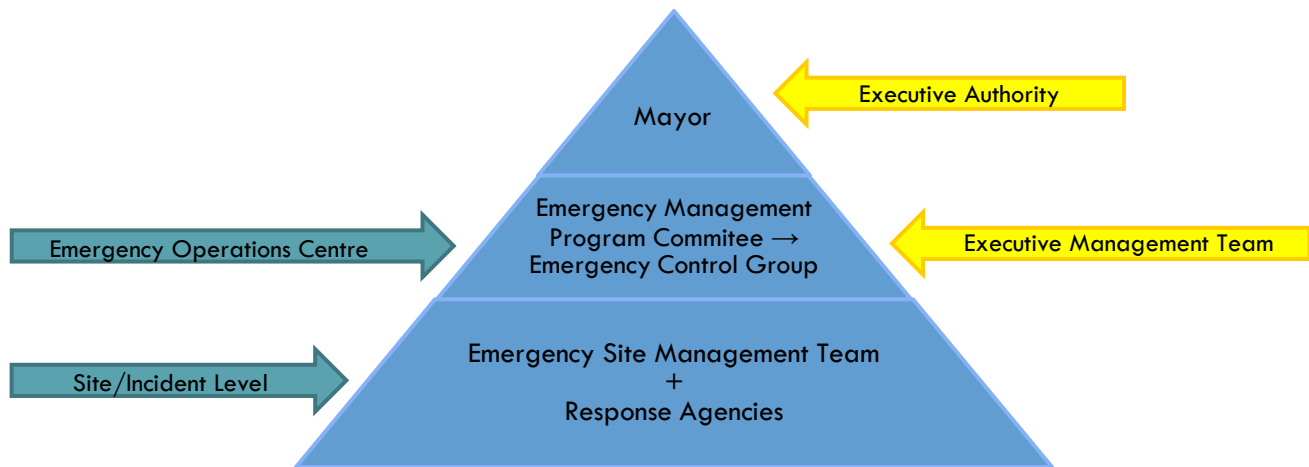 Executive Authority
Mayor
Emergency Management
Program Commitee →
Emergency Control Group
Emergency Operations Centre
Executive Management Team
Emergency Site Management Team
+
Response Agencies
Site/Incident Level